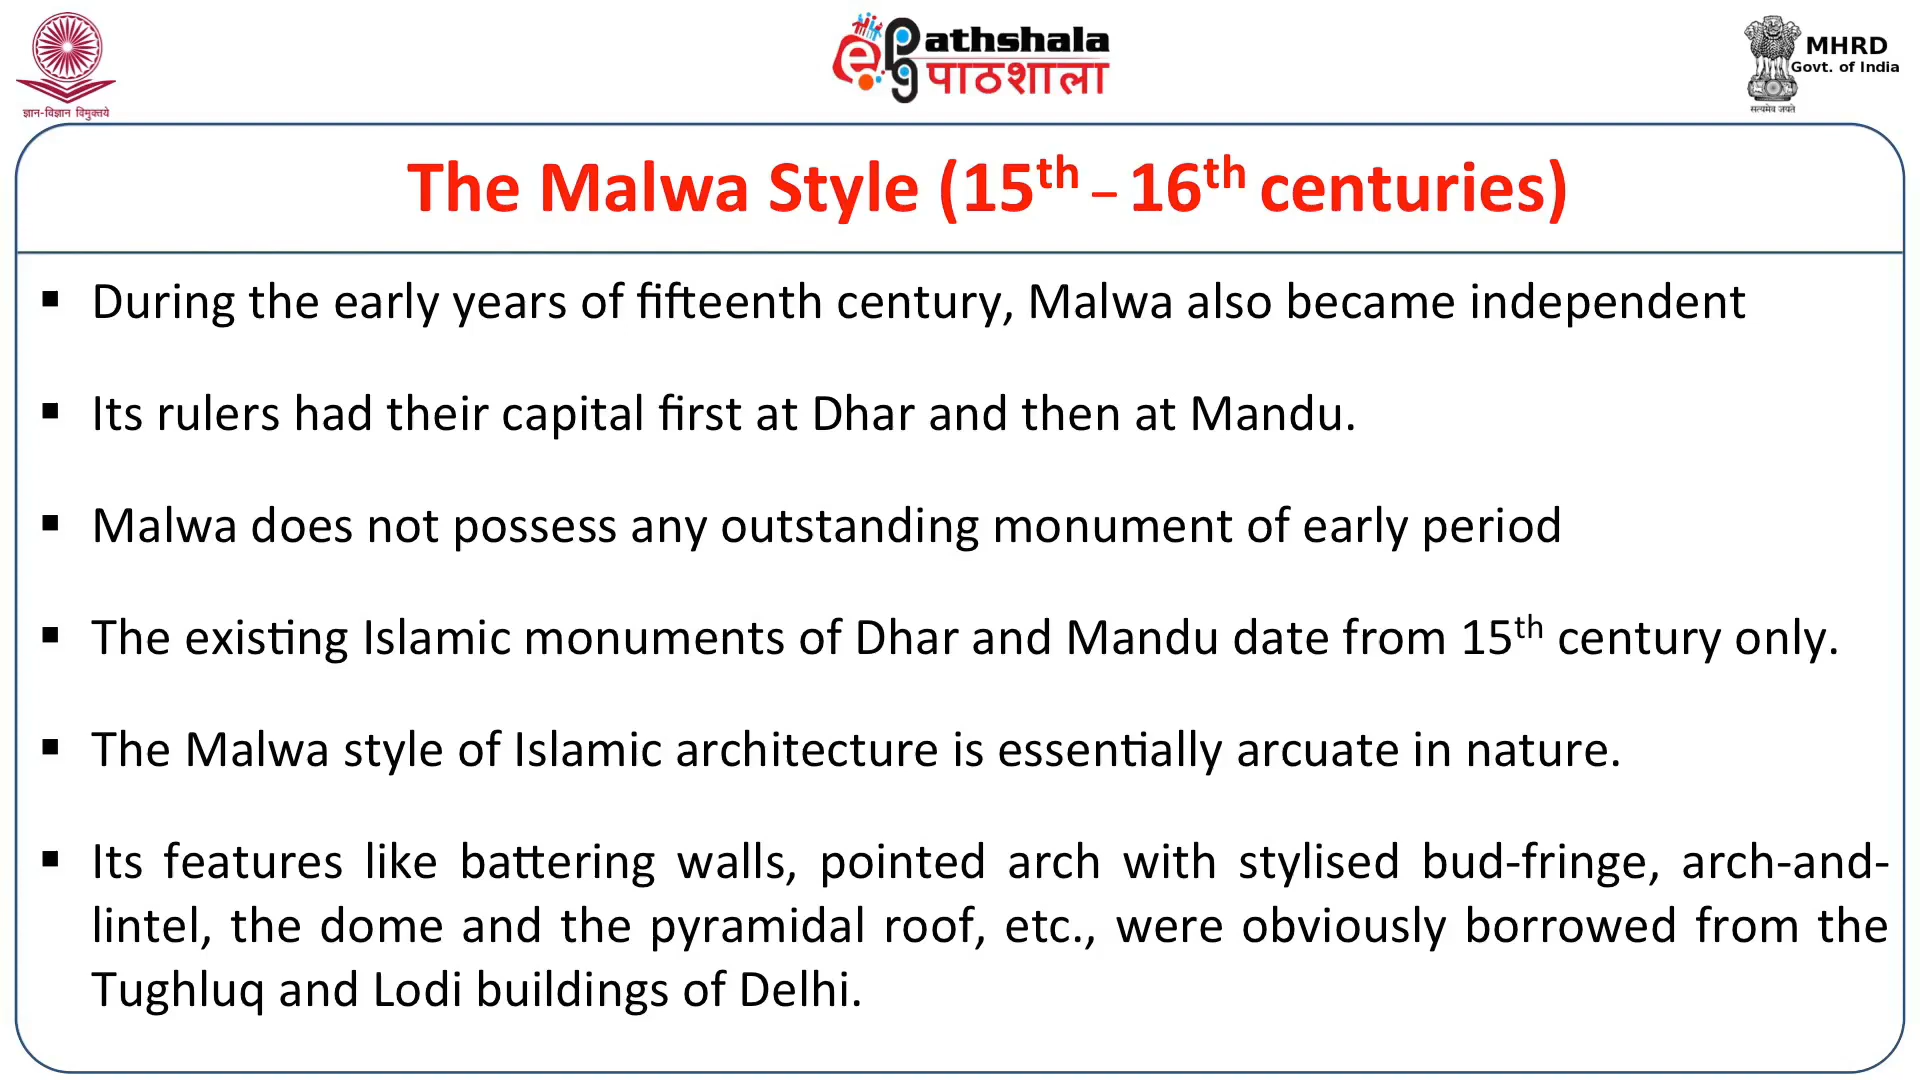 ज्ञान-विज्ञान विमुक्तये
ePathshala
पाठशाला
MHRD
Govt. of India
सत्यमेव जयते
The Malwa Style (15th – 16th centuries)
▪ During the early years of fifteenth century, Malwa also became independent
▪ Its rulers had their capital first at Dhar and then at Mandu.
▪ Malwa does not possess any outstanding monument of early period
▪ The existing Islamic monuments of Dhar and Mandu date from 15th century only.
▪ The Malwa style of Islamic architecture is essentially arcuate in nature.
▪ Its features like battering walls, pointed arch with stylised bud-fringe, arch-and-
lintel, the dome and the pyramidal roof, etc., were obviously borrowed from the
Tughluq and Lodi buildings of Delhi.